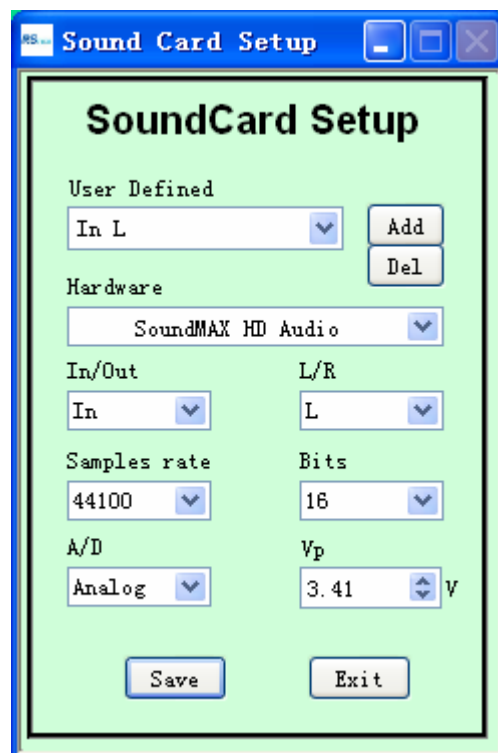 Sound Card Setup
SoundCard Setup
User Defined
In L
Add
Del
Hardware
SoundMAX HD Audio
In/Out L/R
In L
Samples rate Bits
44100 16
A/D Vp
Analog 3.41 V
Save Exit